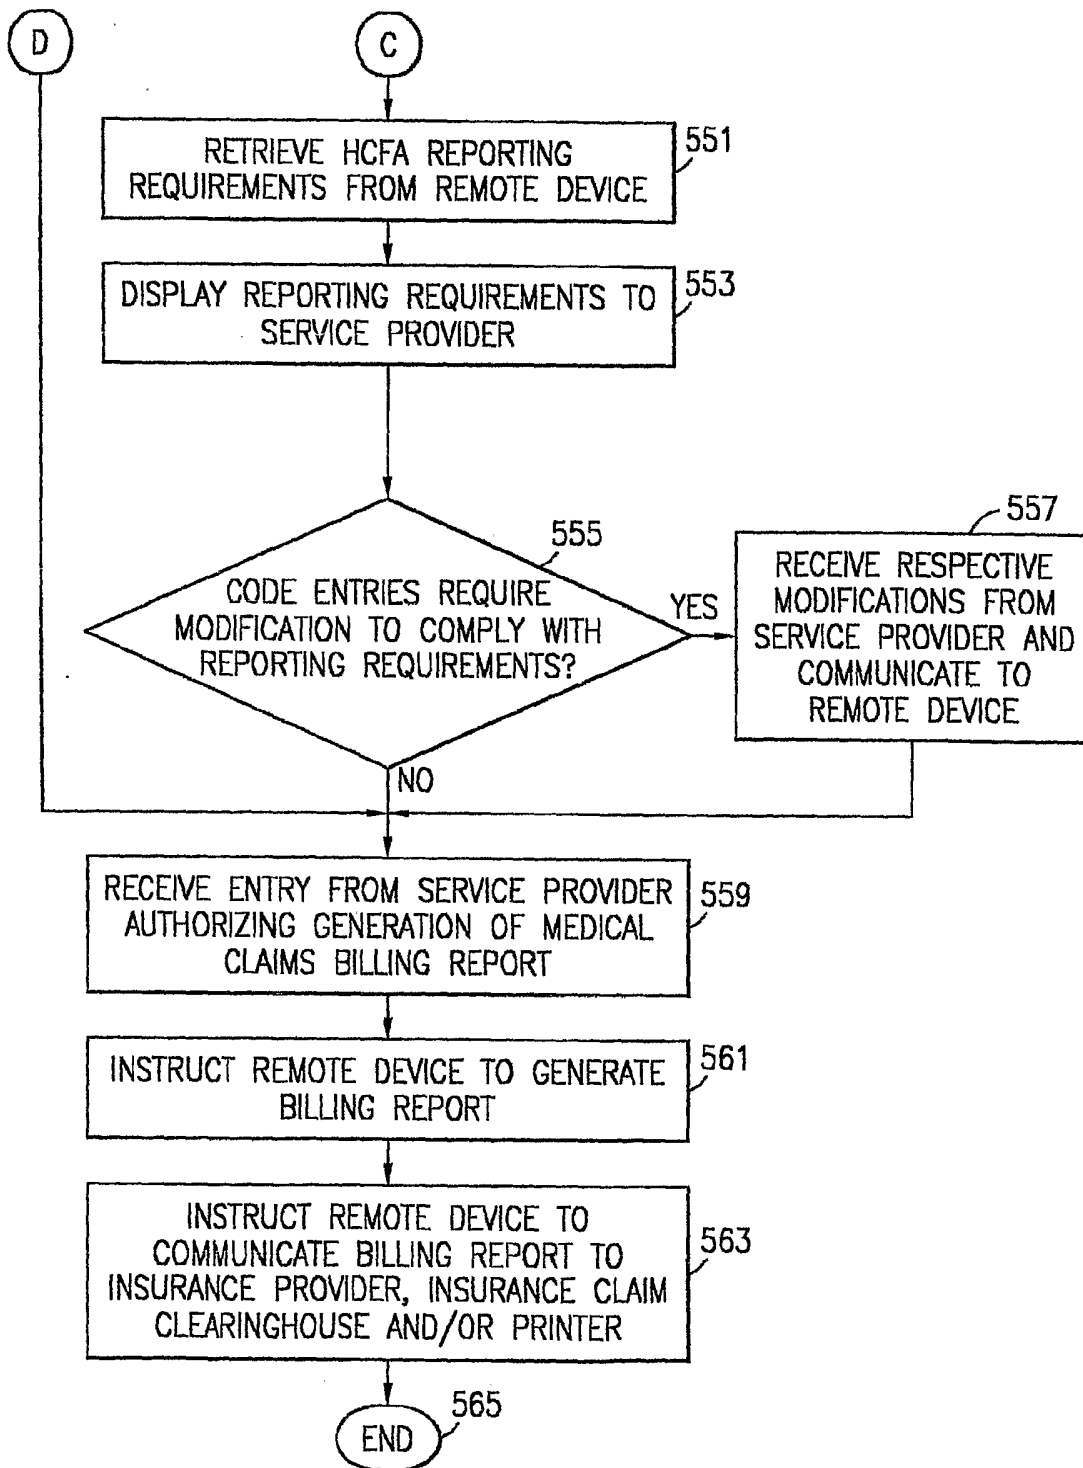 D
C
RETRIEVE HCFA REPORTING
REQUIREMENTS FROM REMOTE DEVICE
551
DISPLAY REPORTING REQUIREMENTS TO
SERVICE PROVIDER
553
CODE ENTRIES REQUIRE
MODIFICATION TO COMPLY WITH
REPORTING REQUIREMENTS?
555
YES
NO
RECEIVE RESPECTIVE
MODIFICATIONS FROM
SERVICE PROVIDER AND
COMMUNICATE TO
REMOTE DEVICE
557
RECEIVE ENTRY FROM SERVICE PROVIDER
AUTHORIZING GENERATION OF MEDICAL
CLAIMS BILLING REPORT
559
INSTRUCT REMOTE DEVICE TO GENERATE
BILLING REPORT
561
INSTRUCT REMOTE DEVICE TO
COMMUNICATE BILLING REPORT TO
INSURANCE PROVIDER, INSURANCE CLAIM
CLEARINGHOUSE AND/OR PRINTER
563
END
565